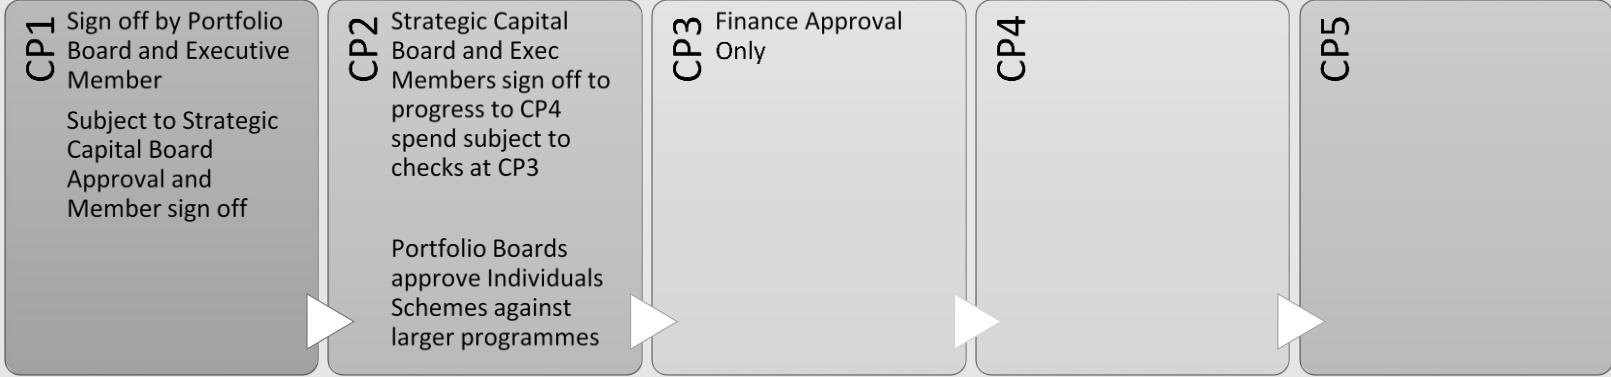 CP1
Sign off by Portfolio
Board and Executive
Member
Subject to Strategic
Capital Board
Approval and
Member sign off
CP2
Strategic Capital
Board and Exec
Members sign off to
progress to CP4
spend subject to
checks at CP3
Portfolio Boards
approve Individuals
Schemes against
larger programmes
CP3
Finance Approval
Only
CP4
CP5